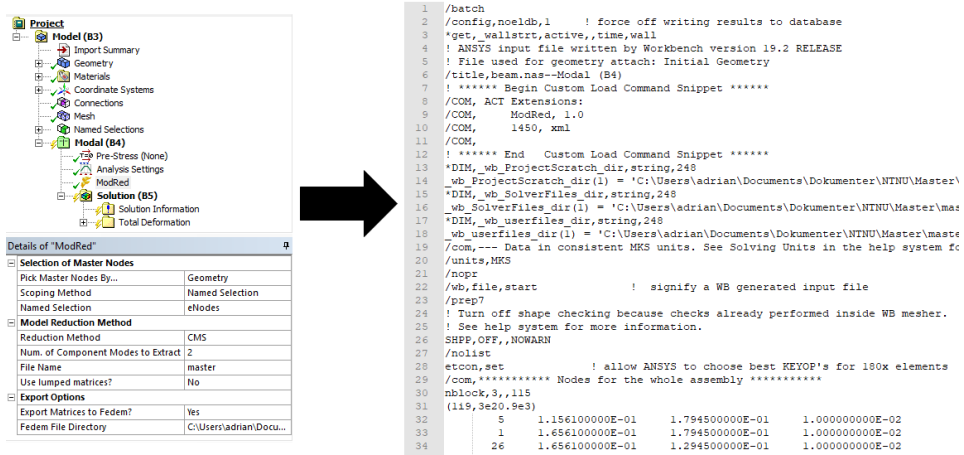 Project
Model (B3)
Import Summary
Geometry
Materials
Coordinate Systems
Connections
Mesh
Named Selections
Modal (B4)
Pre-Stress (None)
Analysis Settings
ModRed
Solution (B5)
Solution Information
Total Deformation
Details of "ModRed"
Selection of Master Nodes
Pick Master Nodes By... Geometry
Scoping Method Named Selection
Named Selection eNodes
Model Reduction Method
Reduction Method CMS
Num. of Component Modes to Extract 2
File Name master
Use lumped matrices? No
Export Options
Export Matrices to Fedem? Yes
Fedem File Directory C:\Users\adrian\Docu...
1 /batch
2 /config,noeldb,1 ! force off writing results to database
3 *get,_wallstrt,active,,time,wall
4 ! ANSYS input file written by Workbench version 19.2 RELEASE
5 ! File used for geometry attach: Initial Geometry
6 /title,beam.nas--Modal (B4)
7 ! ****** Begin Custom Load Command Snippet ******
8 /COM, ACT Extensions:
9 /COM, ModRed, 1.0
10 /COM, 1450, xml
11 /COM,
12 ! ****** End Custom Load Command Snippet ******
13 *DIM,_wb_ProjectScratch_dir,string,248
14 _wb_ProjectScratch_dir(1) = 'C:\Users\adrian\Documents\Dokumenter\NTNU\Master\
15 *DIM,_wb_SolverFiles_dir,string,248
16 _wb_SolverFiles_dir(1) = 'C:\Users\adrian\Documents\Dokumenter\NTNU\Master\mas
17 *DIM,_wb_userfiles_dir,string,248
18 _wb_userfiles_dir(1) = 'C:\Users\adrian\Documents\Dokumenter\NTNU\Master\maste
19 /com,--- Data in consistent MKS units. See Solving Units in the help system fo
20 /units,MKS
21 /nopr
22 /wb,file,start ! signify a WB generated input file
23 /prep7
24 ! Turn off shape checking because checks already performed inside WB mesher.
25 ! See help system for more information.
26 SHPP,OFF,,NOWARN
27 /nolist
28 etcon,set ! allow ANSYS to choose best KEYOP's for 180x elements
29 /com,*********** Nodes for the whole assembly ***********
30 nblock,3,,115
31 (1i9,3e20.9e3)
32 5 1.156100000E-01 1.794500000E-01 1.000000000E-02
33 1 1.656100000E-01 1.794500000E-01 1.000000000E-02
34 26 1.656100000E-01 1.294500000E-01 1.000000000E-02